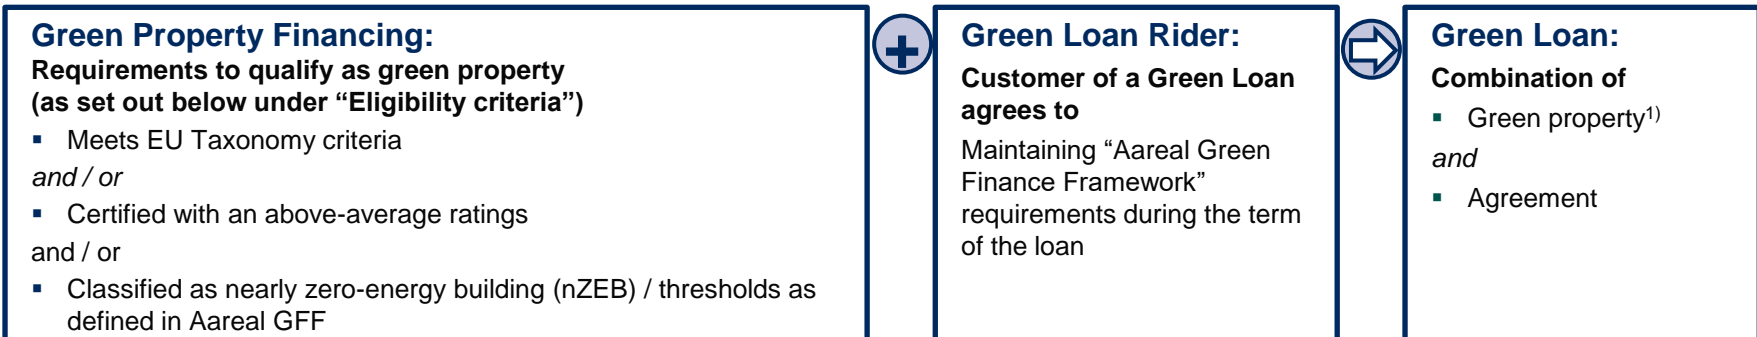 Green Property Financing:
Requirements to qualify as green property
(as set out below under “Eligibility criteria”)
▪ Meets EU Taxonomy criteria
and / or
▪ Certified with an above-average ratings
and / or
▪ Classified as nearly zero-energy building (nZEB) / thresholds as
defined in Aareal GFF
+
Green Loan Rider:
Customer of a Green Loan
agrees to
Maintaining “Aareal Green
Finance Framework”
requirements during the term
of the loan
Green Loan:
Combination of
▪ Green property1)
and
▪ Agreement